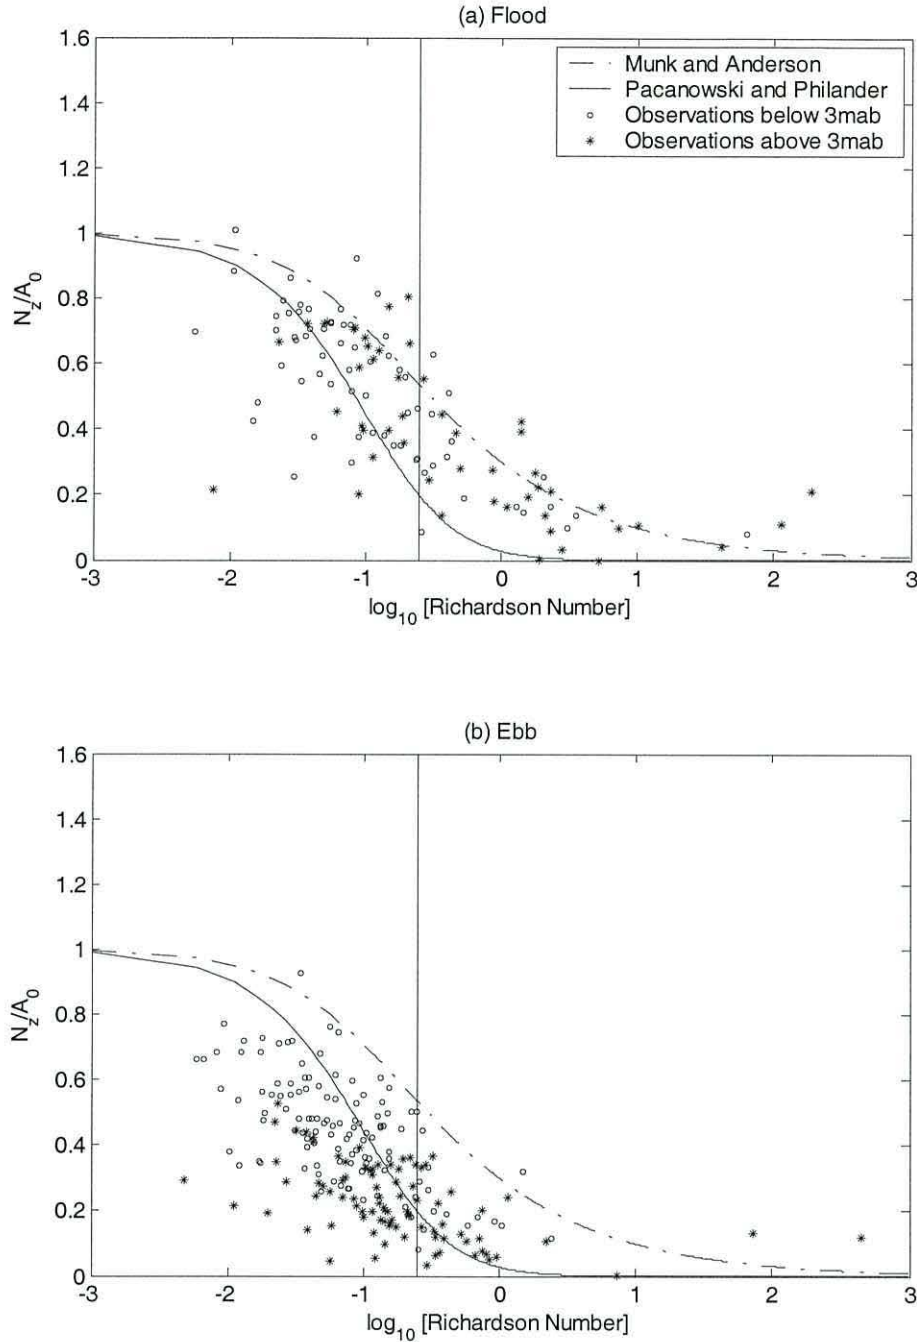 (a) Flood
1.6
1.4
1.2
1
0.8
0.6
0.4
0.2
0
N_z/A_0
Munk and Anderson
Pacanowski and Philander
Observations below 3mab
Observations above 3mab
-3 -2 -1 0 1 2 3
log_10 [Richardson Number]
(b) Ebb
1.6
1.4
1.2
1
0.8
0.6
0.4
0.2
0
N_z/A_0
-3 -2 -1 0 1 2 3
log_10 [Richardson Number]